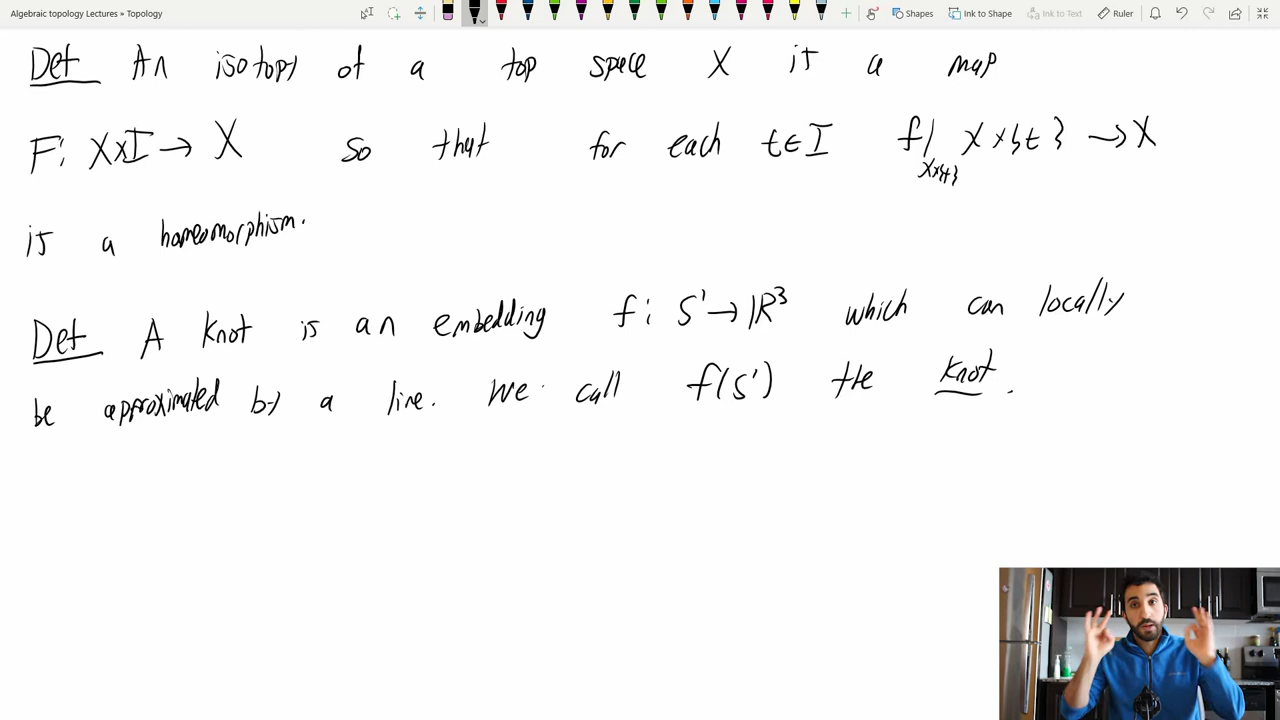 Algebraic topology Lectures » Topology
Shapes Ink to Shape Ink to Text Ruler
Def An isotopy of a top space X is a map
F: X×I → X so that for each t∈I f|X×{t} X×{t} → X
is a homeomorphism.
Def A knot is an embedding f: S¹→ℝ³ which can locally
be approximated by a line. We call f(S¹) the knot.